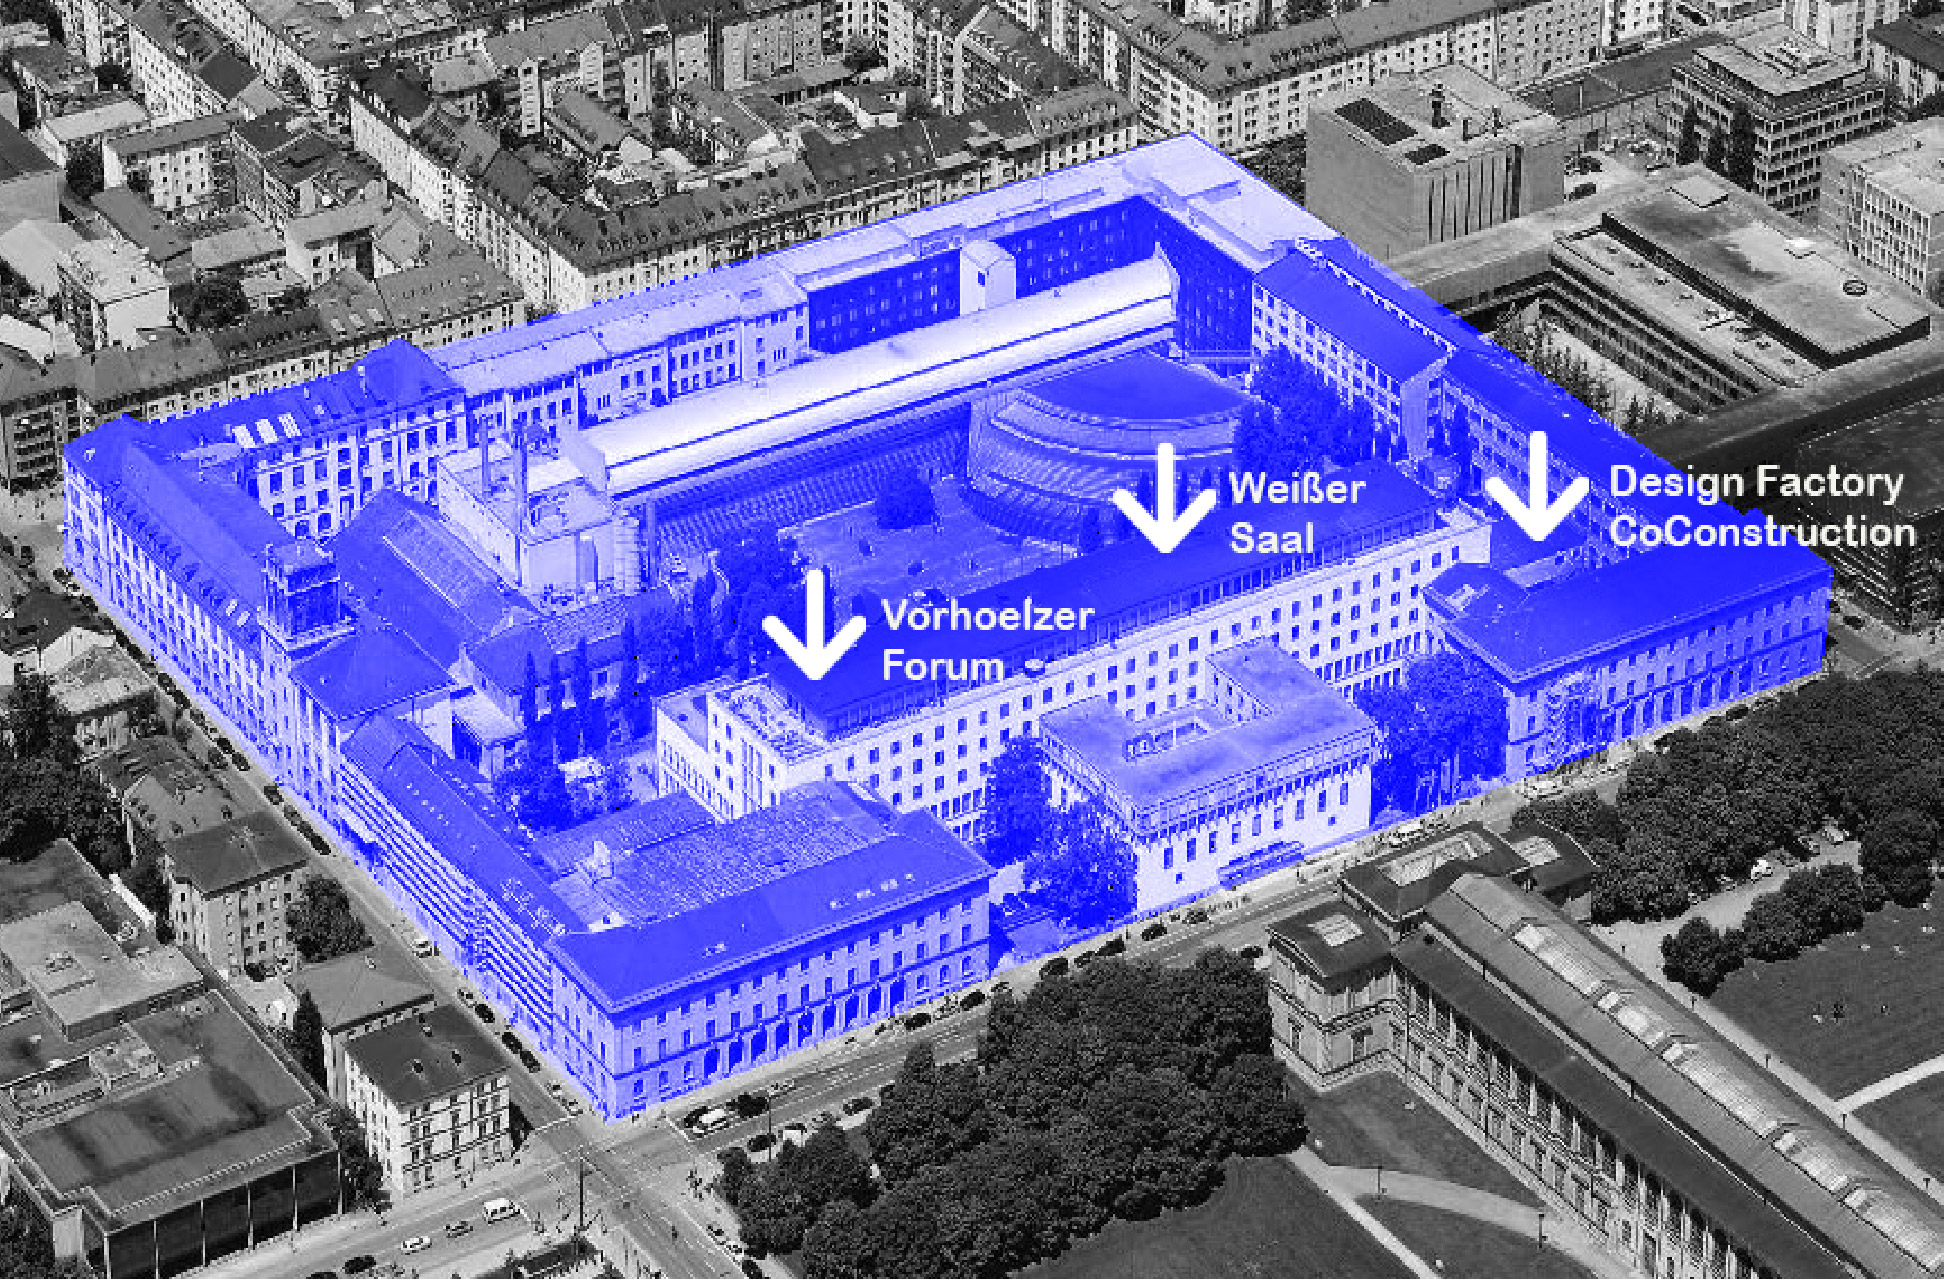 Weißer
Saal
Design Factory
CoConstruction
Vorhoelzer
Forum